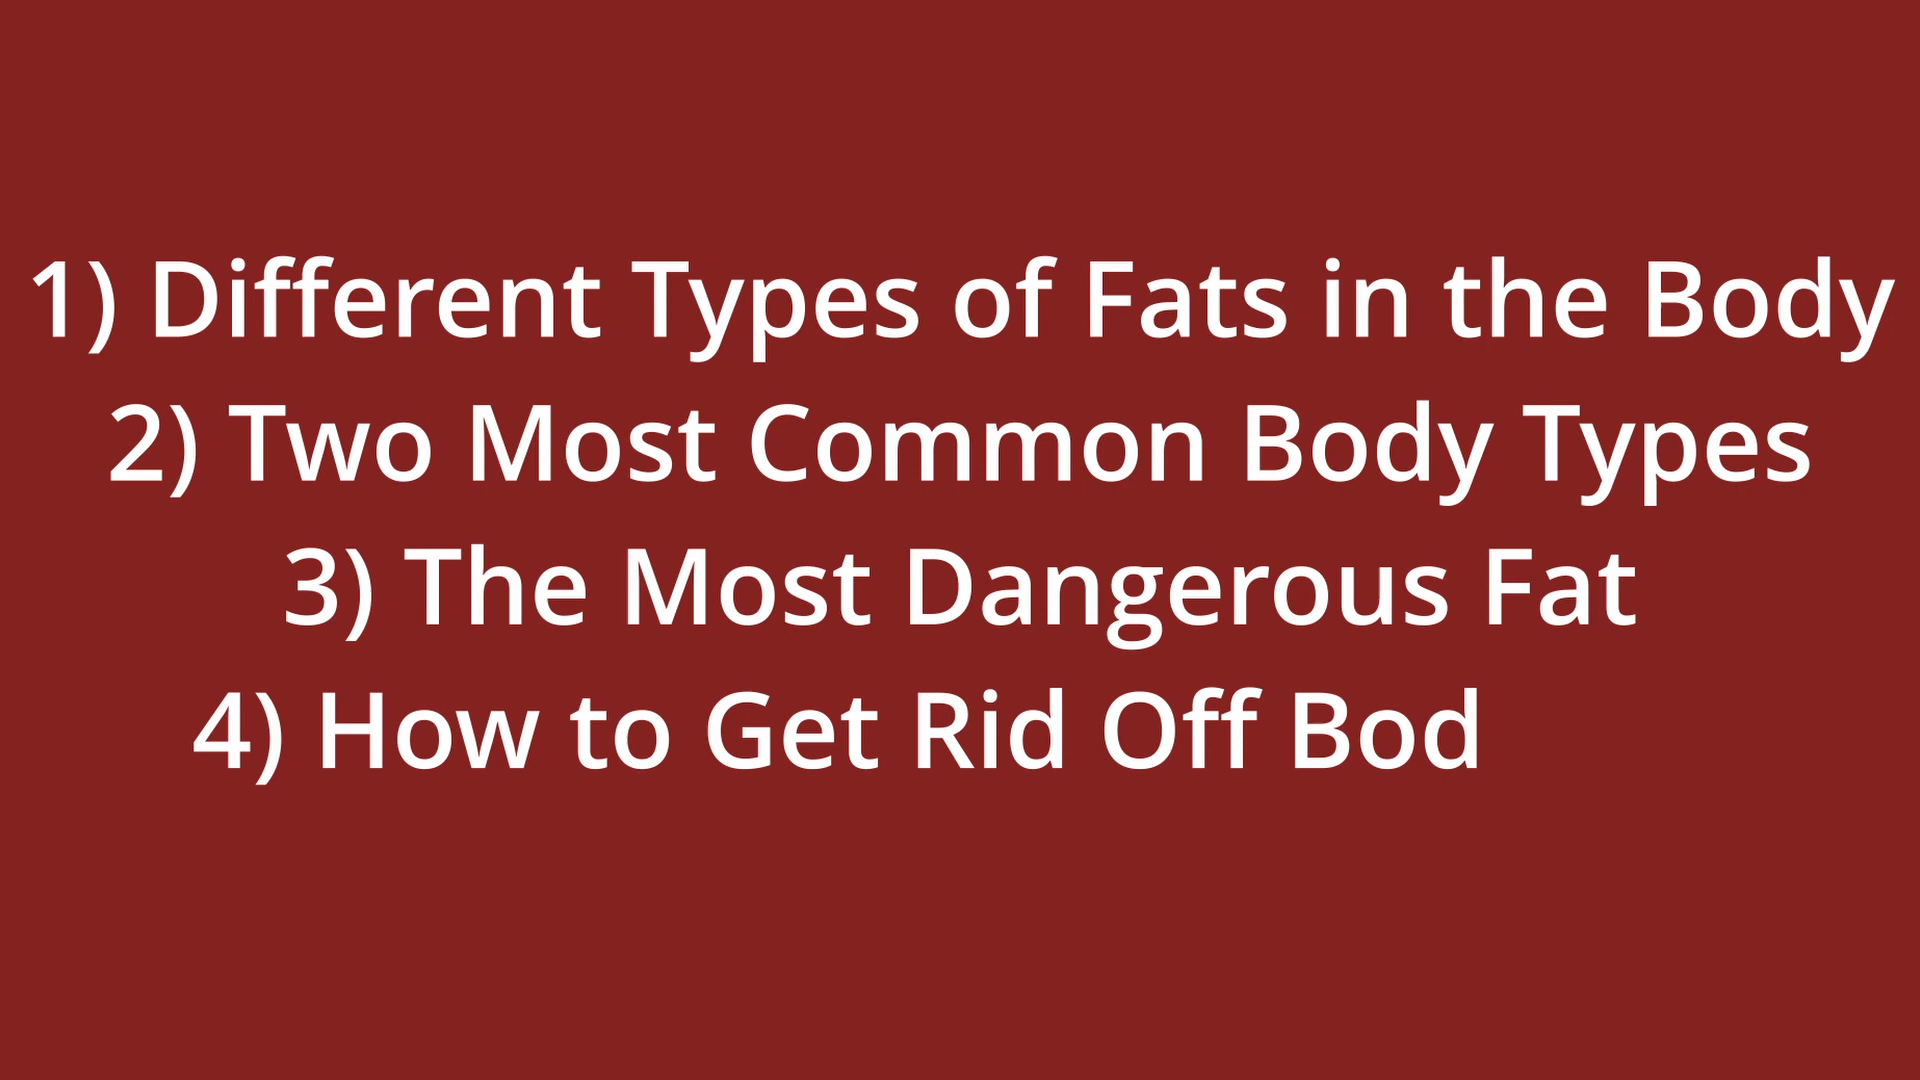 1) Different Types of Fats in the Body
2) Two Most Common Body Types
3) The Most Dangerous Fat
4) How to Get Rid Off Bod